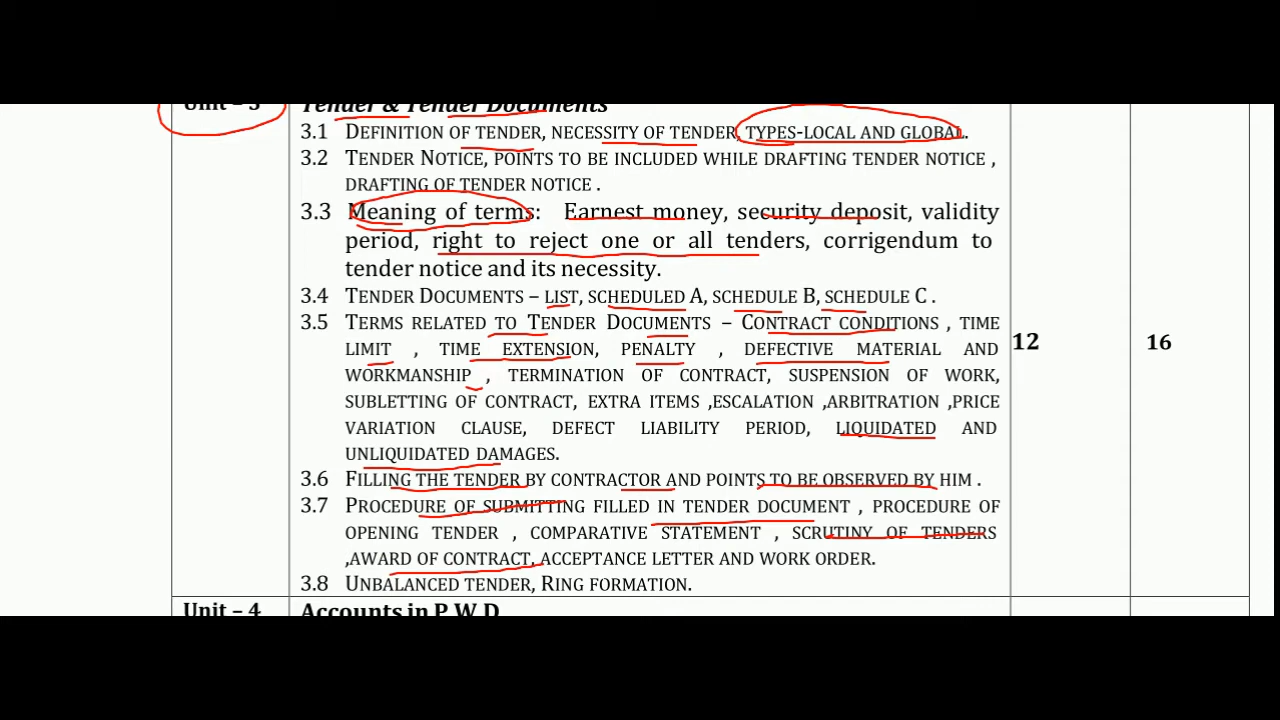 Unit – 3
Tender & Tender Documents
3.1 DEFINITION OF TENDER, NECESSITY OF TENDER, TYPES-LOCAL AND GLOBAL.
3.2 TENDER NOTICE, POINTS TO BE INCLUDED WHILE DRAFTING TENDER NOTICE ,
DRAFTING OF TENDER NOTICE .
3.3 Meaning of terms: Earnest money, security deposit, validity
period, right to reject one or all tenders, corrigendum to
tender notice and its necessity.
3.4 TENDER DOCUMENTS – LIST, SCHEDULED A, SCHEDULE B, SCHEDULE C .
3.5 TERMS RELATED TO TENDER DOCUMENTS – CONTRACT CONDITIONS , TIME
LIMIT , TIME EXTENSION, PENALTY , DEFECTIVE MATERIAL AND
12 16
WORKMANSHIP , TERMINATION OF CONTRACT, SUSPENSION OF WORK,
SUBLETTING OF CONTRACT, EXTRA ITEMS ,ESCALATION ,ARBITRATION ,PRICE
VARIATION CLAUSE, DEFECT LIABILITY PERIOD, LIQUIDATED AND
UNLIQUIDATED DAMAGES.
3.6 FILLING THE TENDER BY CONTRACTOR AND POINTS TO BE OBSERVED BY HIM .
3.7 PROCEDURE OF SUBMITTING FILLED IN TENDER DOCUMENT , PROCEDURE OF
OPENING TENDER , COMPARATIVE STATEMENT , SCRUTINY OF TENDERS
,AWARD OF CONTRACT, ACCEPTANCE LETTER AND WORK ORDER.
3.8 UNBALANCED TENDER, RING FORMATION.
Unit – 4 Accounts in P.W.D